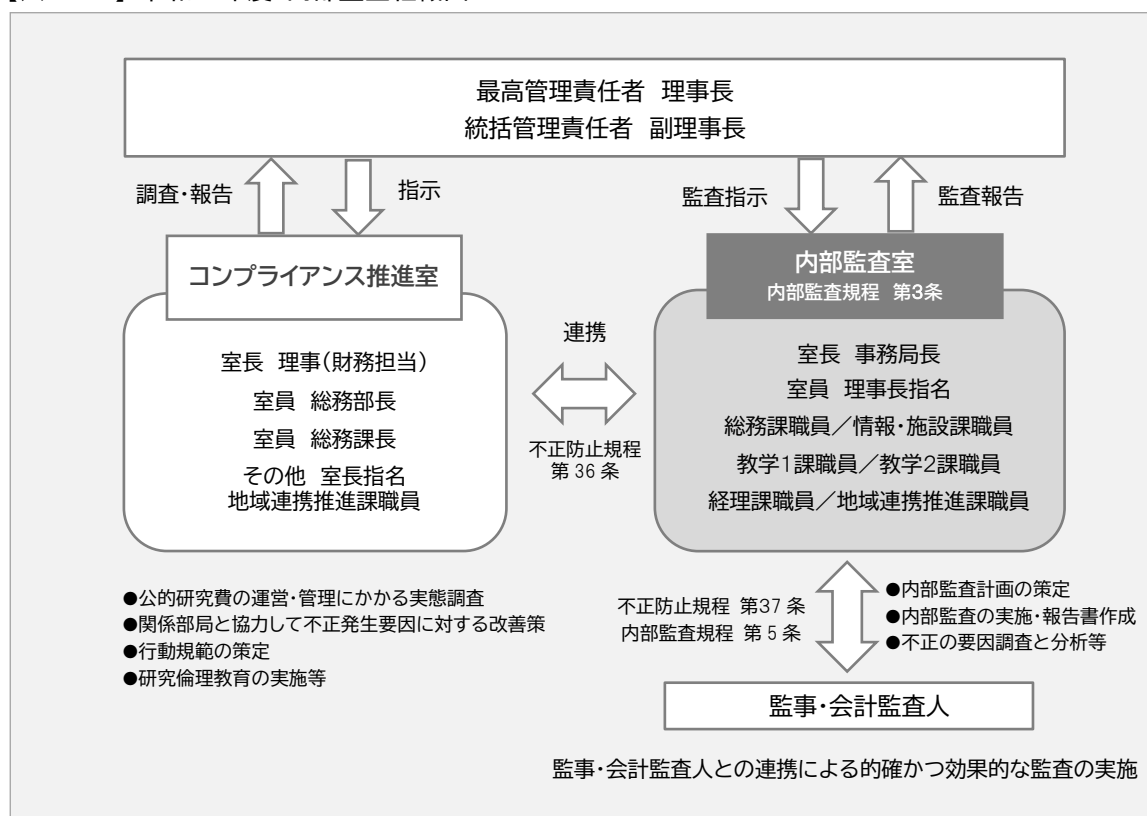 最高管理責任者 理事長
統括管理責任者 副理事長
調査・報告
指示
監査指示
監査報告
コンプライアンス推進室
内部監査室
内部監査規程 第3条
室長 理事(財務担当)
室員 総務部長
室員 総務課長
その他 室長指名
地域連携推進課職員
連携
不正防止規程
第 36 条
室長 事務局長
室員 理事長指名
総務課職員/情報・施設課職員
教学1課職員/教学2課職員
経理課職員/地域連携推進課職員
●公的研究費の運営・管理にかかる実態調査
●関係部局と協力して不正発生要因に対する改善策
●行動規範の策定
●研究倫理教育の実施等
不正防止規程 第37 条
内部監査規程 第 5 条
●内部監査計画の策定
●内部監査の実施・報告書作成
●不正の要因調査と分析等
監事・会計監査人
監事・会計監査人との連携による的確かつ効果的な監査の実施